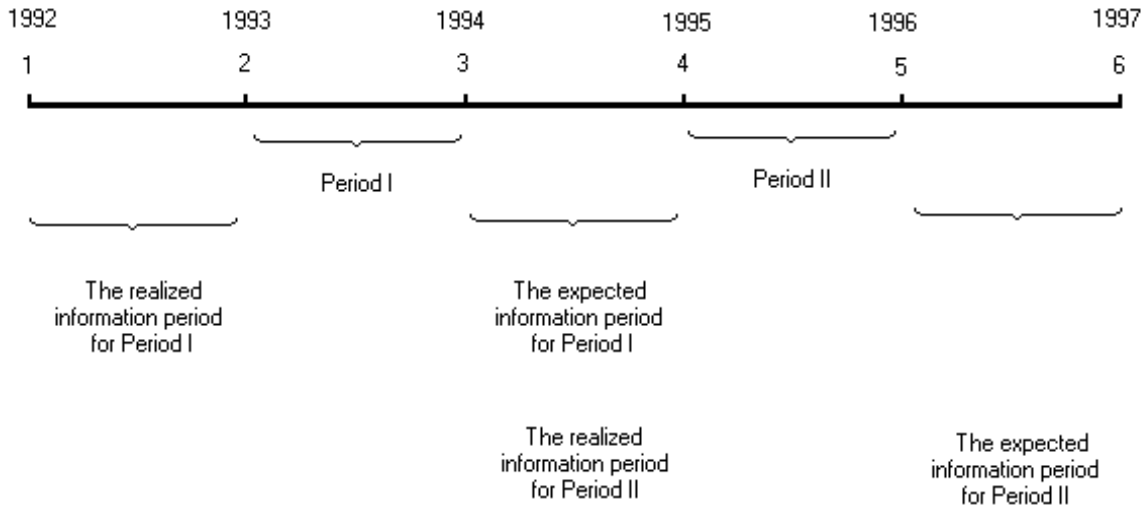 1992 1993 1994 1995 1996 1997
1 2 3 4 5 6
Period I
Period II
The realized
information period
for Period I
The expected
information period
for Period I
The realized
information period
for Period II
The expected
information period
for Period II